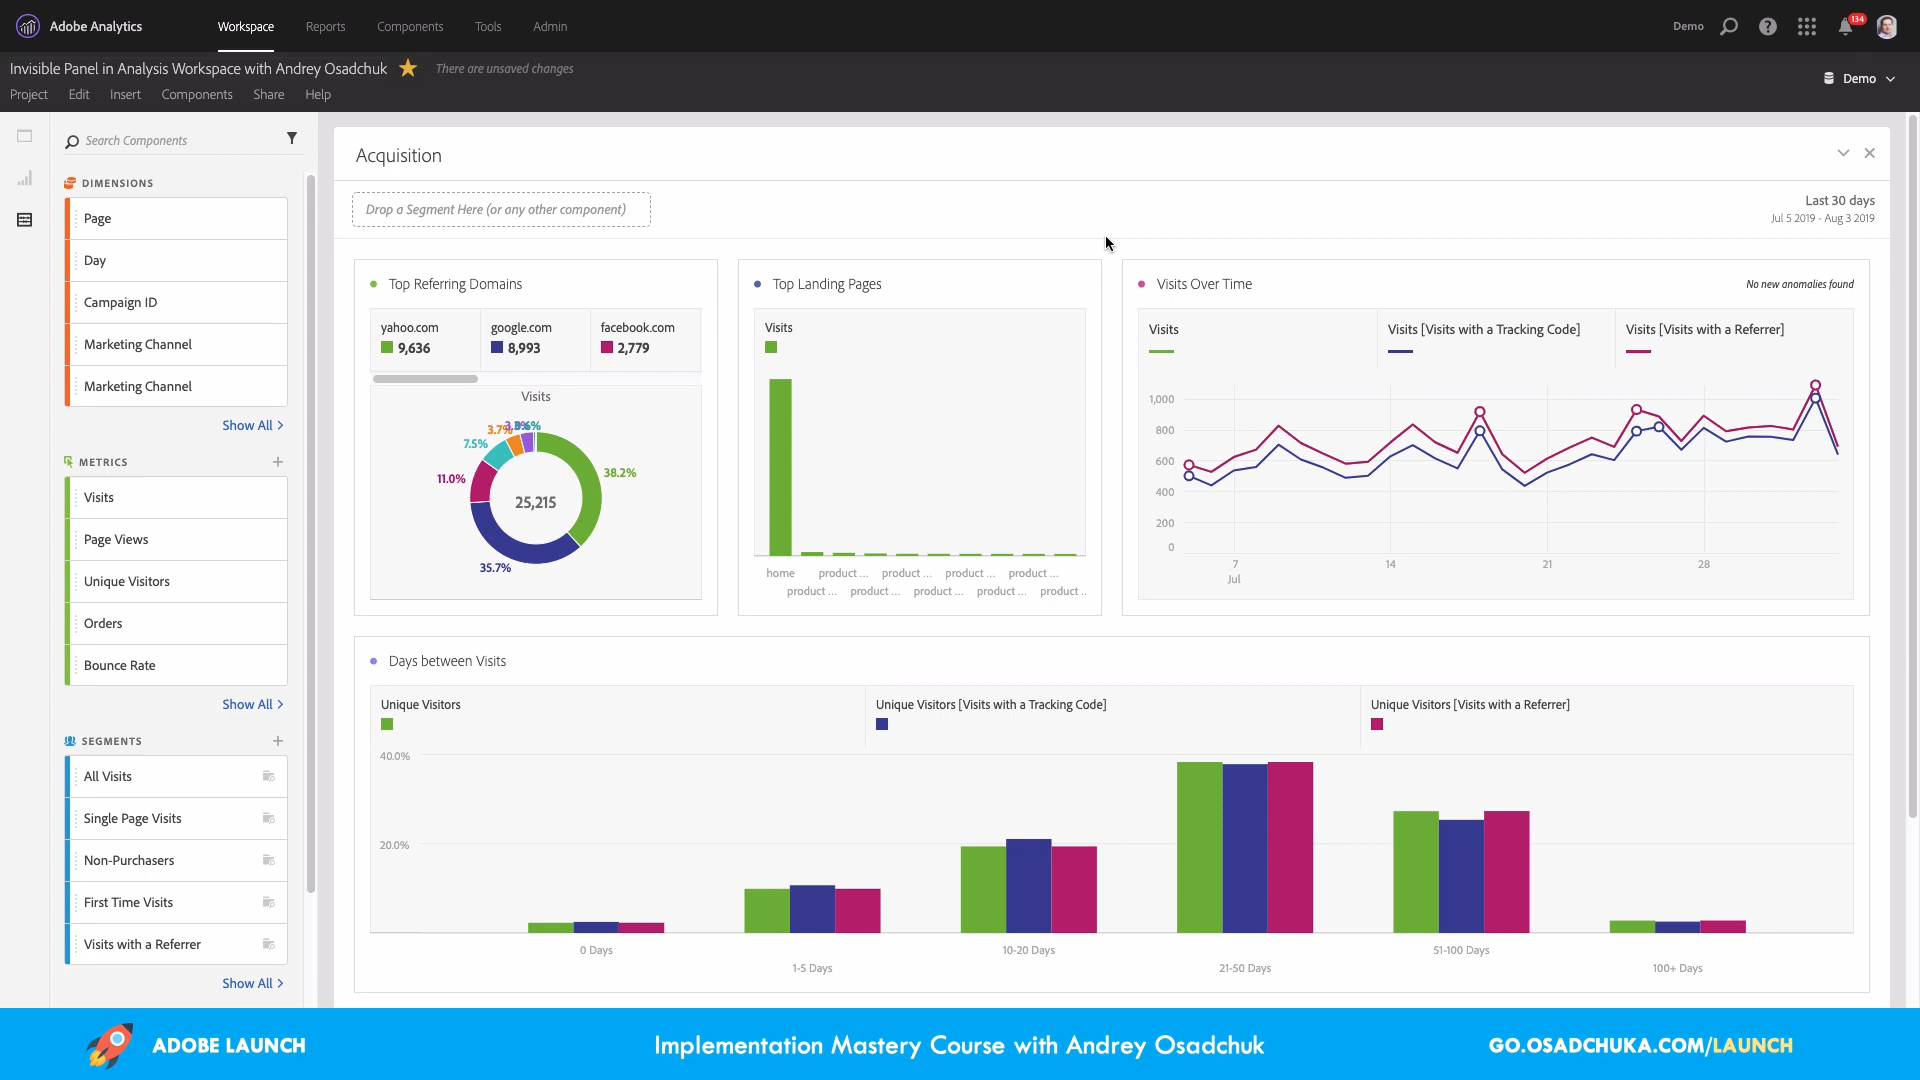 Adobe Analytics
Workspace
Reports
Components
Tools
Admin
Demo
134
Invisible Panel in Analysis Workspace with Andrey Osadchuk
There are unsaved changes
Demo
Project
Edit
Insert
Components
Share
Help
Search Components
DIMENSIONS
Page
Day
Campaign ID
Marketing Channel
Marketing Channel
Show All
METRICS
Visits
Page Views
Unique Visitors
Orders
Bounce Rate
Show All
SEGMENTS
All Visits
Single Page Visits
Non-Purchasers
First Time Visits
Visits with a Referrer
Show All
Acquisition
Drop a Segment Here (or any other component)
Last 30 days
Jul 5 2019 - Aug 3 2019
Top Referring Domains
yahoo.com
9,636
google.com
8,993
facebook.com
2,779
Visits
38.2%
35.7%
11.0%
7.5%
3.7%
25,215
Top Landing Pages
Visits
home
product ...
product ...
product ...
product ...
product ...
product ...
product ...
product ...
product ..
Visits Over Time
No new anomalies found
Visits
Visits [Visits with a Tracking Code]
Visits [Visits with a Referrer]
1,000
800
600
400
200
0
7
Jul
14
21
28
Days between Visits
Unique Visitors
Unique Visitors [Visits with a Tracking Code]
Unique Visitors [Visits with a Referrer]
40.0%
20.0%
0 Days
1-5 Days
10-20 Days
21-50 Days
51-100 Days
100+ Days
ADOBE LAUNCH
Implementation Mastery Course with Andrey Osadchuk
GO.OSADCHUKA.COM/LAUNCH